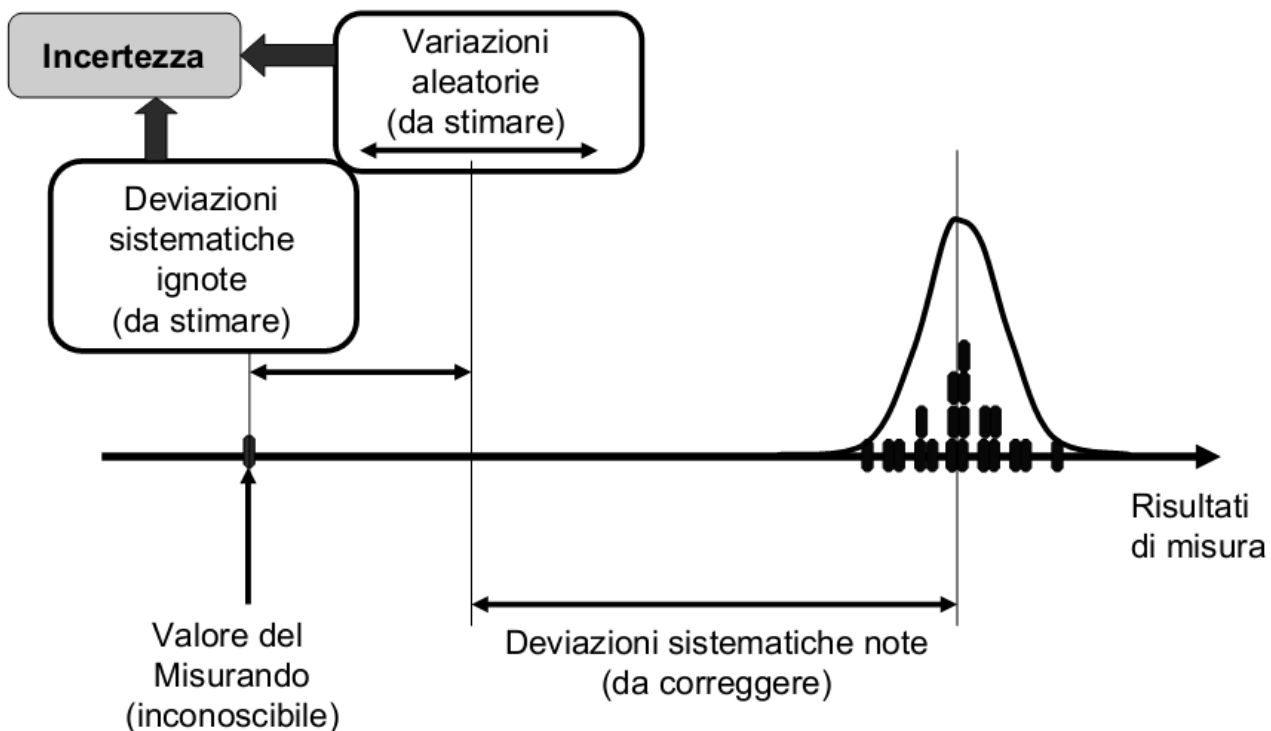 Incertezza
Variazioni
aleatorie
(da stimare)
Deviazioni
sistematiche
ignote
(da stimare)
Risultati
di misura
Valore del
Misurando
(inconoscibile)
Deviazioni sistematiche note
(da correggere)